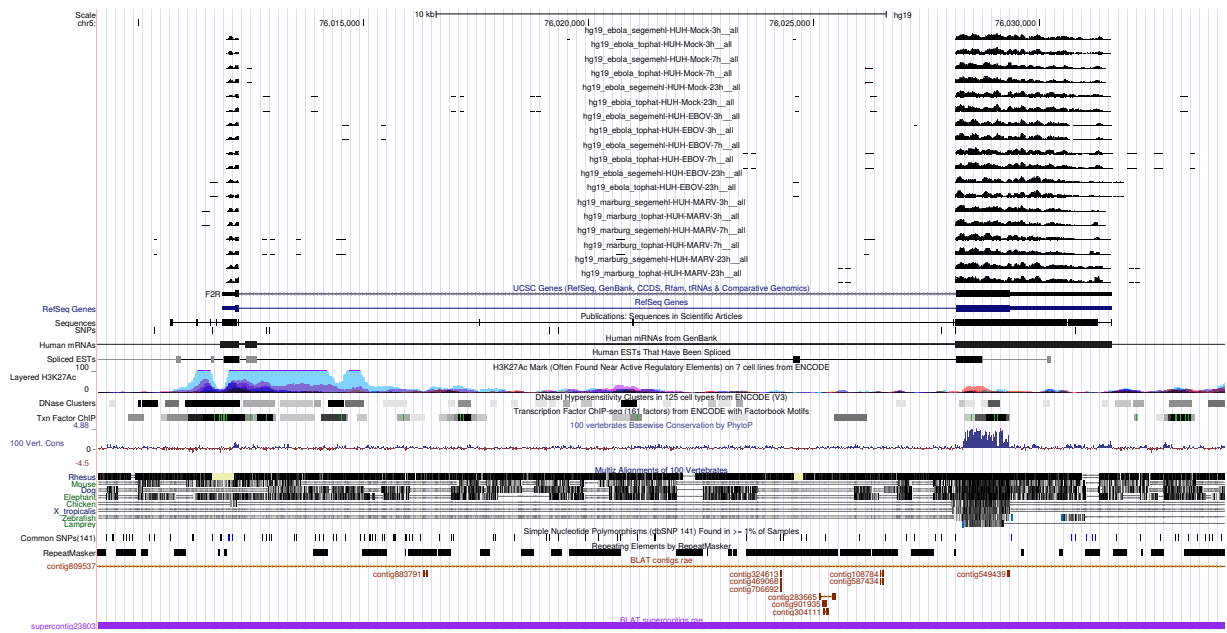 Scale 10 kb hg19
chr5: 76,015,000 76,020,000 76,025,000 76,030,000
hg19_ebola_segemehl-HUH-Mock-3h__all
hg19_ebola_tophat-HUH-Mock-3h__all
hg19_ebola_segemehl-HUH-Mock-7h__all
hg19_ebola_tophat-HUH-Mock-7h__all
hg19_ebola_segemehl-HUH-Mock-23h__all
hg19_ebola_tophat-HUH-Mock-23h__all
hg19_ebola_segemehl-HUH-EBOV-3h__all
hg19_ebola_tophat-HUH-EBOV-3h__all
hg19_ebola_segemehl-HUH-EBOV-7h__all
hg19_ebola_tophat-HUH-EBOV-7h__all
hg19_ebola_segemehl-HUH-EBOV-23h__all
hg19_ebola_tophat-HUH-EBOV-23h__all
hg19_marburg_segemehl-HUH-MARV-3h__all
hg19_marburg_tophat-HUH-MARV-3h__all
hg19_marburg_segemehl-HUH-MARV-7h__all
hg19_marburg_tophat-HUH-MARV-7h__all
hg19_marburg_segemehl-HUH-MARV-23h__all
hg19_marburg_tophat-HUH-MARV-23h__all
UCSC Genes (RefSeq, GenBank, CCDS, Rfam, tRNAs & Comparative Genomics)
F2R
RefSeq Genes
RefSeq Genes
Publications: Sequences in Scientific Articles
Sequences
SNPs
Human mRNAs from GenBank
Human mRNAs
Human ESTs That Have Been Spliced
Spliced ESTs
H3K27Ac Mark (Often Found Near Active Regulatory Elements) on 7 cell lines from ENCODE
100
Layered H3K27Ac
0
DNaseI Hypersensitivity Clusters in 125 cell types from ENCODE (V3)
DNase Clusters
Transcription Factor ChIP-seq (161 factors) from ENCODE with Factorbook Motifs
Txn Factor ChIP
100 vertebrates Basewise Conservation by PhyloP
4.88
100 Vert. Cons
0
-4.5
Multiz Alignments of 100 Vertebrates
Rhesus
Mouse
Dog
Elephant
Chicken
X_tropicalis
Zebrafish
Lamprey
Simple Nucleotide Polymorphisms (dbSNP 141) Found in >= 1% of Samples
Common SNPs(141)
Repeating Elements by RepeatMasker
RepeatMasker
BLAT contigs rae
contig809537
contig883791 contig324613 contig108784 contig549439
contig469068 contig587434
contig706692
contig283665
contig901935
contig304111
BLAT supercontigs rae
supercontig23803